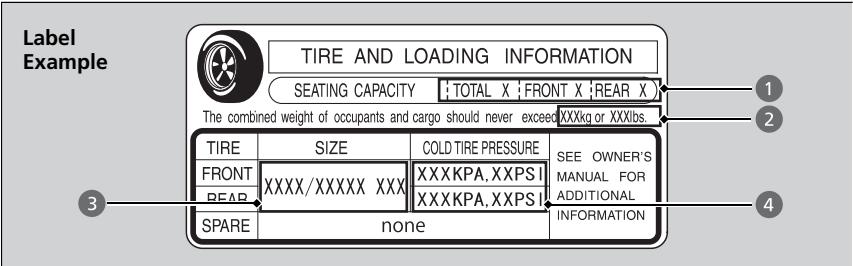 Label
Example
TIRE AND LOADING INFORMATION
SEATING CAPACITY TOTAL X FRONT X REAR X
1
The combined weight of occupants and cargo should never exceed XXXkg or XXXlbs.
2
TIRE SIZE COLD TIRE PRESSURE
SEE OWNER'S
MANUAL FOR
ADDITIONAL
INFORMATION
FRONT XXXX/XXXXX XXX XXXKPA,XXPSI
REAR XXXKPA,XXPSI
3
4
SPARE none